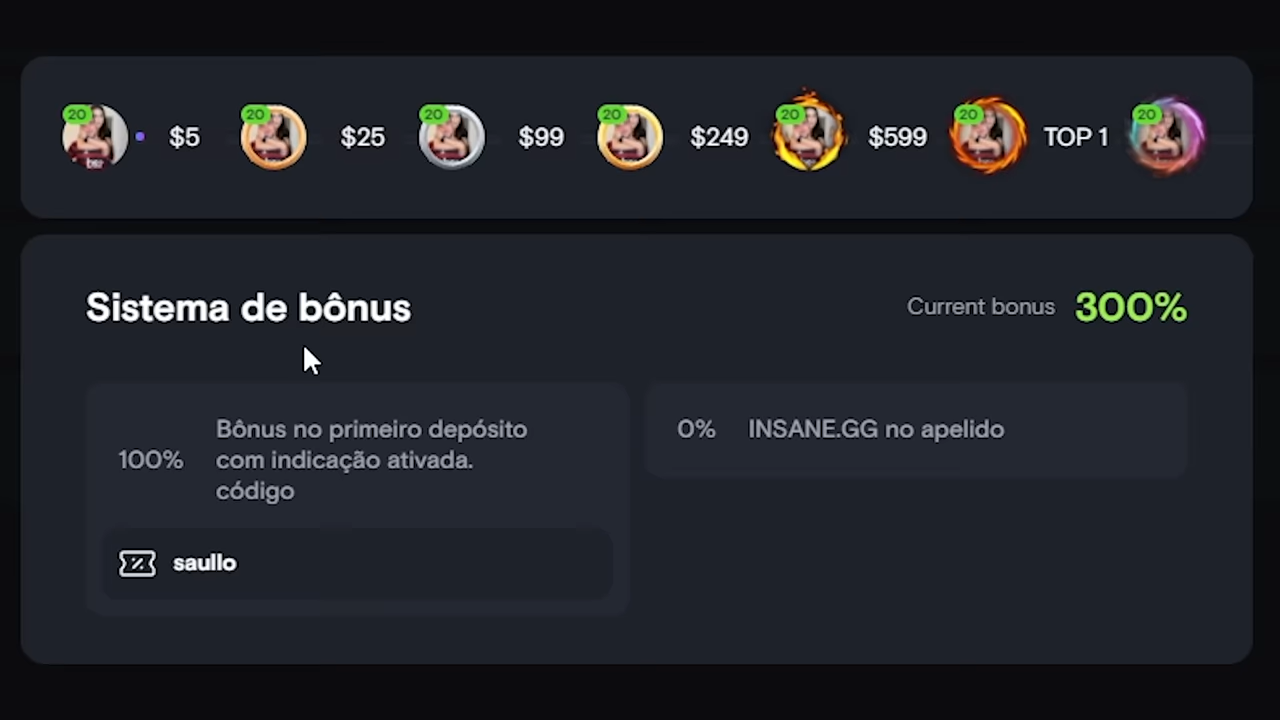 20 $5 20 $25 20 $99 20 $249 20 $599 20 TOP 1 20
Sistema de bônus
Current bonus 300%
100%
Bônus no primeiro depósito
com indicação ativada.
código
saullo
0% INSANE.GG no apelido